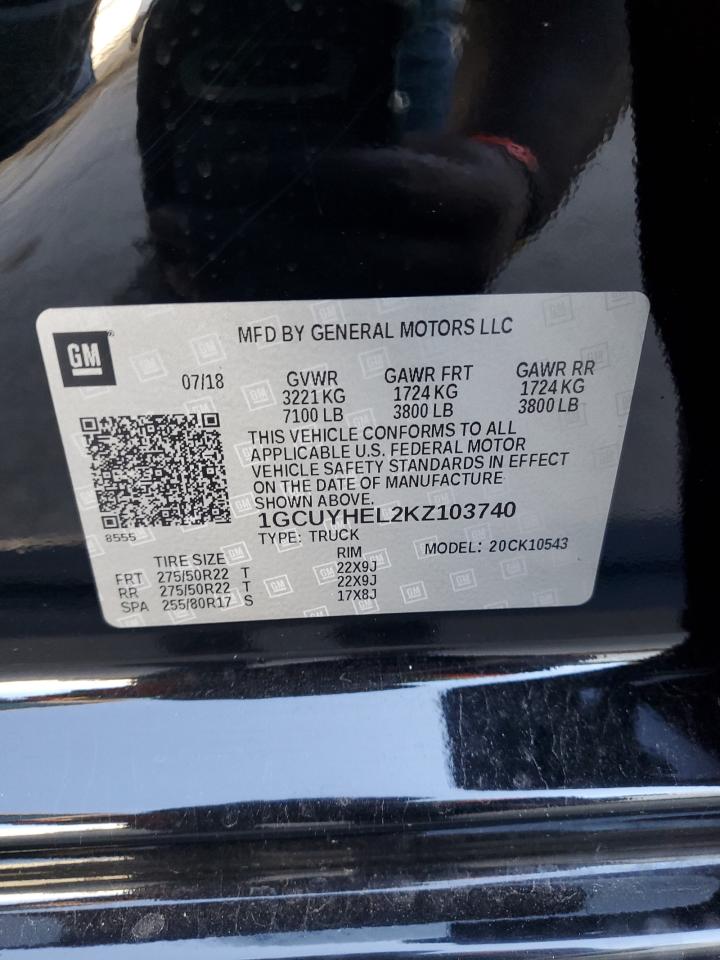 GM
MFD BY GENERAL MOTORS LLC
07/18 GVWR GAWR FRT GAWR RR
3221 KG 1724 KG 1724 KG
7100 LB 3800 LB 3800 LB
THIS VEHICLE CONFORMS TO ALL
APPLICABLE U.S. FEDERAL MOTOR
VEHICLE SAFETY STANDARDS IN EFFECT
ON THE DATE OF MANUFACTURE
SHOWN ABOVE.
8555
1GCUYHEL2KZ103740
TYPE: TRUCK
MODEL: 20CK10543
TIRE SIZE RIM
FRT 275/50R22 T 22X9J
RR 275/50R22 T 22X9J
SPA 255/80R17 S 17X8J